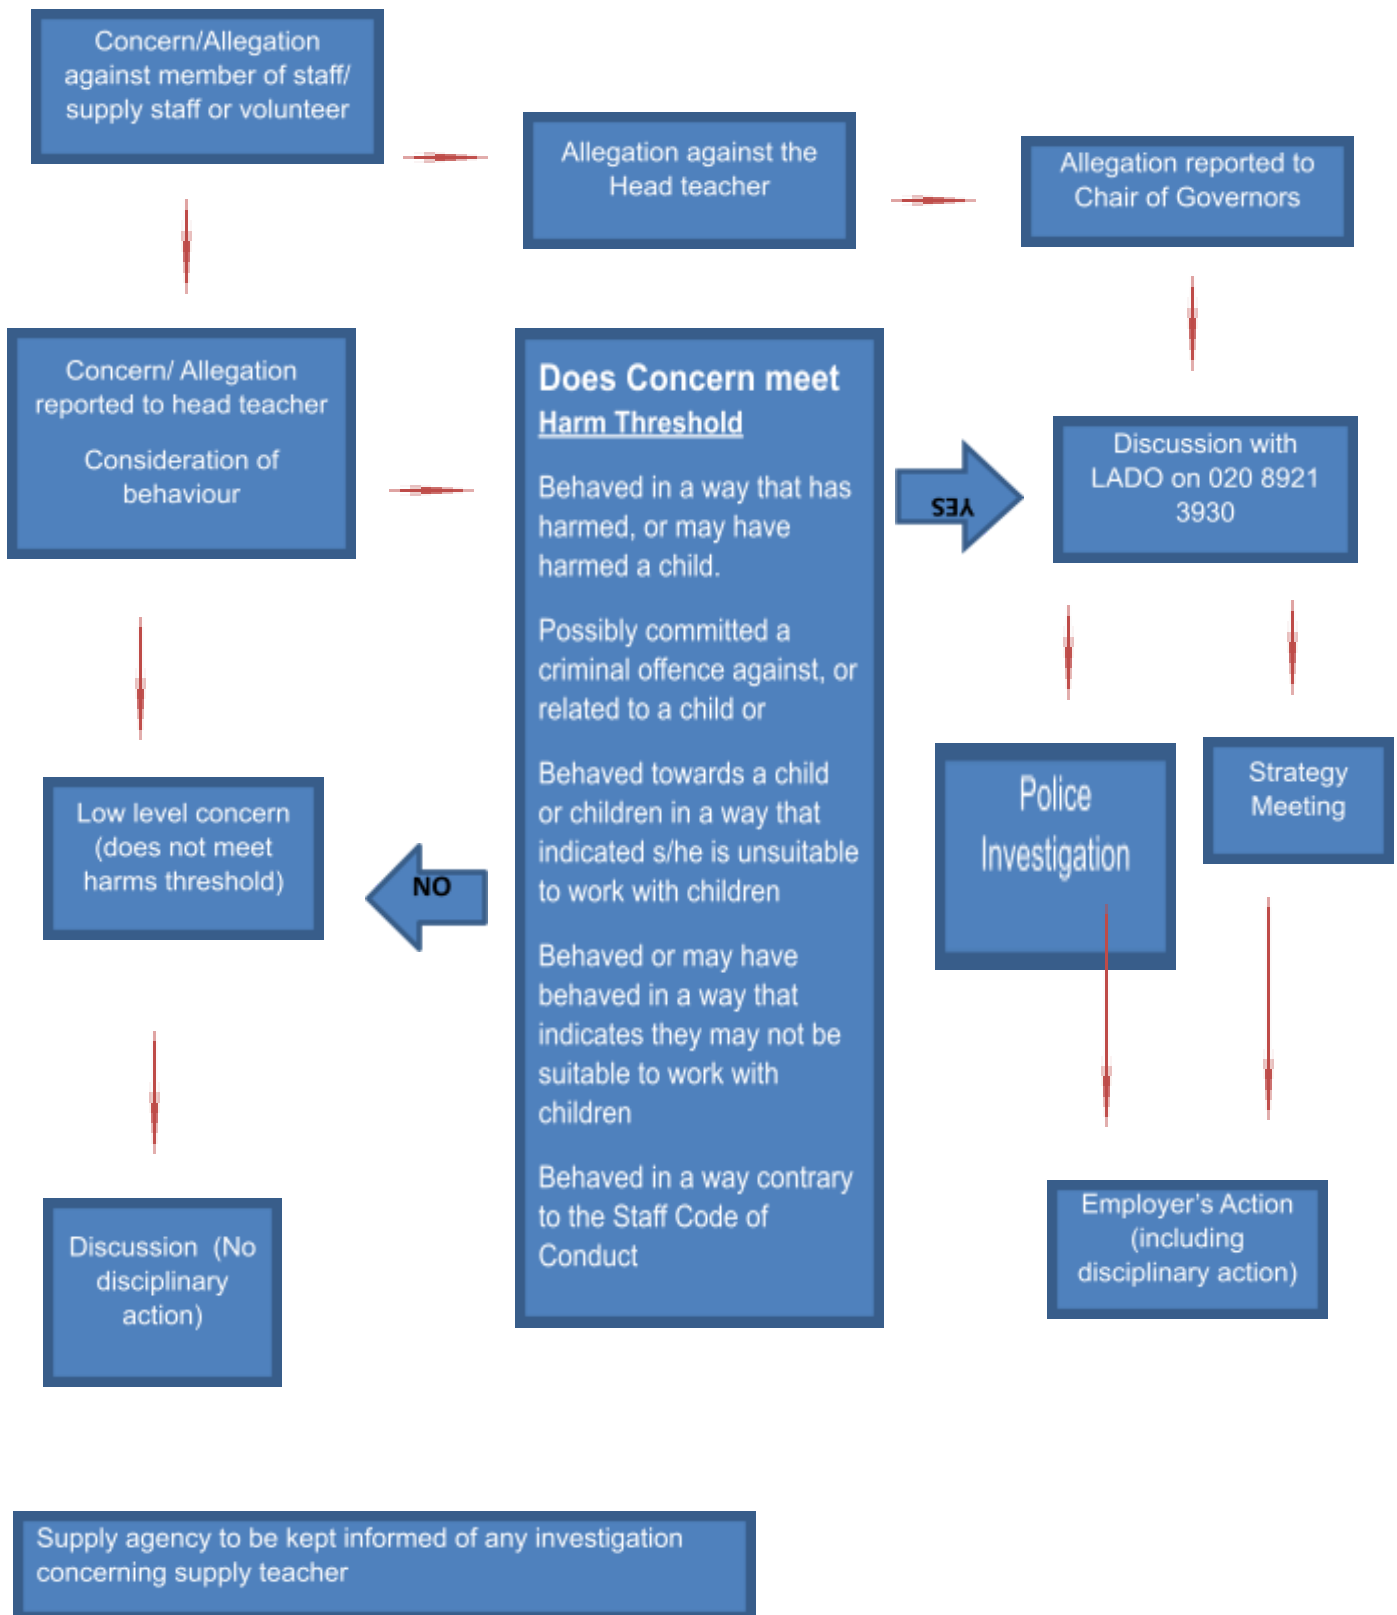 Concern/Allegation
against member of staff/
supply staff or volunteer
Allegation against the
Head teacher
Allegation reported to
Chair of Governors
Concern/ Allegation
reported to head teacher
Consideration of
behaviour
Does Concern meet
Harm Threshold
Behaved in a way that has
harmed, or may have
harmed a child.
Possibly committed a
criminal offence against, or
related to a child or
Behaved towards a child
or children in a way that
indicated s/he is unsuitable
to work with children
Behaved or may have
behaved in a way that
indicates they may not be
suitable to work with
children
Behaved in a way contrary
to the Staff Code of
Conduct
YES
Discussion with
LADO on 020 8921
3930
Low level concern
(does not meet
harms threshold)
NO
Police
Investigation
Strategy
Meeting
Discussion (No
disciplinary
action)
Employer’s Action
(including
disciplinary action)
Supply agency to be kept informed of any investigation
concerning supply teacher